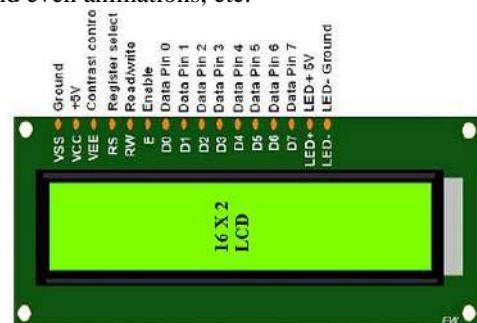 d even animations, etc.
Ground
+5V
Contrast contro
Register select
Read/write
Enable
Data Pin 0
Data Pin 1
Data Pin 2
Data Pin 3
Data Pin 4
Data Pin 5
Data Pin 6
Data Pin 7
LED+ 5V
LED- Ground
VSS
VCC
VEE
RS
RW
E
D0
D1
D2
D3
D4
D5
D6
D7
LED+
LED-
16 X 2
LCD